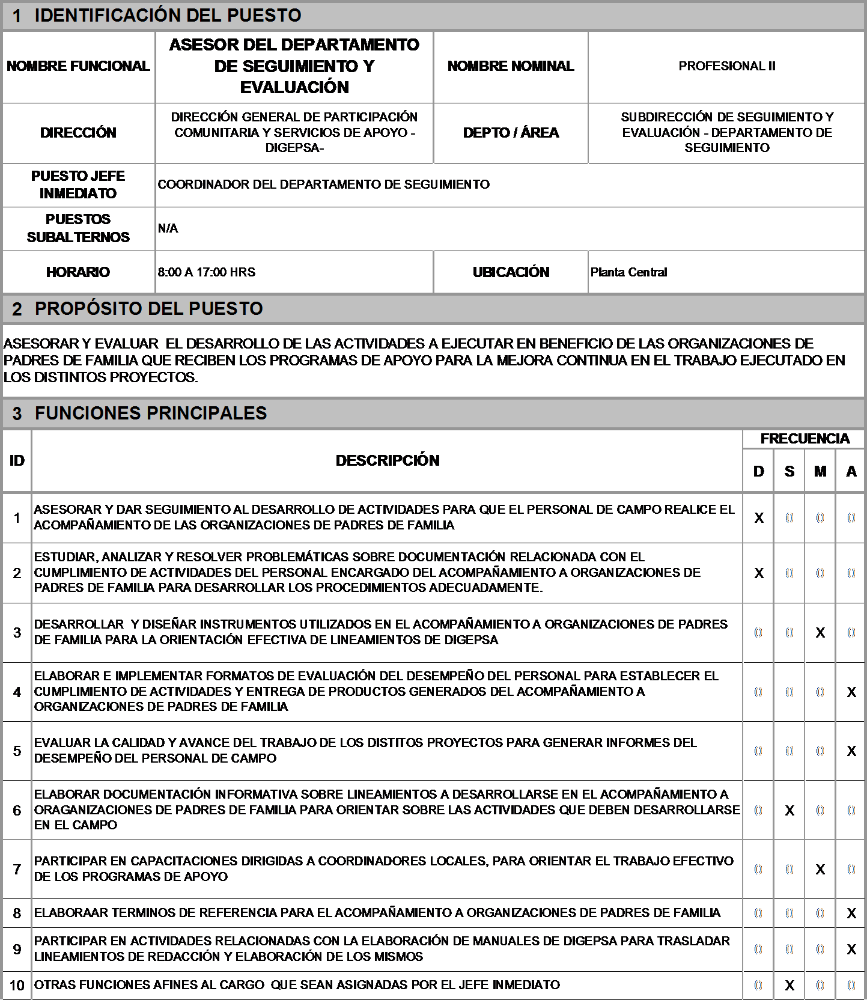 1 IDENTIFICACIÓN DEL PUESTO
NOMBRE FUNCIONAL
ASESOR DEL DEPARTAMENTO
DE SEGUIMIENTO Y
EVALUACIÓN
NOMBRE NOMINAL
PROFESIONAL II
DIRECCIÓN
DIRECCIÓN GENERAL DE PARTICIPACIÓN
COMUNITARIA Y SERVICIOS DE APOYO -
DIGEPSA-
DEPTO / ÁREA
SUBDIRECCIÓN DE SEGUIMIENTO Y
EVALUACIÓN - DEPARTAMENTO DE
SEGUIMIENTO
PUESTO JEFE
INMEDIATO
COORDINADOR DEL DEPARTAMENTO DE SEGUIMIENTO
PUESTOS
SUBALTERNOS
N/A
HORARIO
8:00 A 17:00 HRS
UBICACIÓN
Planta Central
2 PROPÓSITO DEL PUESTO
ASESORAR Y EVALUAR  EL DESARROLLO DE LAS ACTIVIDADES A EJECUTAR EN BENEFICIO DE LAS ORGANIZACIONES DE
PADRES DE FAMILIA QUE RECIBEN LOS PROGRAMAS DE APOYO PARA LA MEJORA CONTINUA EN EL TRABAJO EJECUTADO EN
LOS DISTINTOS PROYECTOS.
3 FUNCIONES PRINCIPALES
ID
DESCRIPCIÓN
FRECUENCIA
D S M A
1
ASESORAR Y DAR SEGUIMIENTO AL DESARROLLO DE ACTIVIDADES PARA QUE EL PERSONAL DE CAMPO REALICE EL
ACOMPAÑAMIENTO DE LAS ORGANIZACIONES DE PADRES DE FAMILIA
X 0 0 0
2
ESTUDIAR, ANALIZAR Y RESOLVER PROBLEMÁTICAS SOBRE DOCUMENTACIÓN RELACIONADA CON EL
CUMPLIMIENTO DE ACTIVIDADES DEL PERSONAL ENCARGADO DEL ACOMPAÑAMIENTO A ORGANIZACIONES DE
PADRES DE FAMILIA PARA DESARROLLAR LOS PROCEDIMIENTOS ADECUADAMENTE.
X 0 0 0
3
DESARROLLAR  Y DISEÑAR INSTRUMENTOS UTILIZADOS EN EL ACOMPAÑAMIENTO A ORGANIZACIONES DE PADRES
DE FAMILIA PARA LA ORIENTACIÓN EFECTIVA DE LINEAMIENTOS DE DIGEPSA
0 0 X 0
4
ELABORAR E IMPLEMENTAR FORMATOS DE EVALUACIÓN DEL DESEMPEÑO DEL PERSONAL PARA ESTABLECER EL
CUMPLIMIENTO DE ACTIVIDADES Y ENTREGA DE PRODUCTOS GENERADOS DEL ACOMPAÑAMIENTO A
ORGANIZACIONES DE PADRES DE FAMILIA
0 0 0 X
5
EVALUAR LA CALIDAD Y AVANCE DEL TRABAJO DE LOS DISTITOS PROYECTOS PARA GENERAR INFORMES DEL
DESEMPEÑO DEL PERSONAL DE CAMPO
0 0 0 X
6
ELABORAR DOCUMENTACIÓN INFORMATIVA SOBRE LINEAMIENTOS A DESARROLLARSE EN EL ACOMPAÑAMIENTO A
ORAGANIZACIONES DE PADRES DE FAMILIA PARA ORIENTAR SOBRE LAS ACTIVIDADES QUE DEBEN DESARROLLARSE
EN EL CAMPO
0 X 0 0
7
PARTICIPAR EN CAPACITACIONES DIRIGIDAS A COORDINADORES LOCALES, PARA ORIENTAR EL TRABAJO EFECTIVO
DE LOS PROGRAMAS DE APOYO
0 0 X 0
8
ELABORAAR TERMINOS DE REFERENCIA PARA EL ACOMPAÑAMIENTO A ORGANIZACIONES DE PADRES DE FAMILIA
0 0 0 X
9
PARTICIPAR EN ACTIVIDADES RELACIONADAS CON LA ELABORACIÓN DE MANUALES DE DIGEPSA PARA TRASLADAR
LINEAMIENTOS DE REDACCIÓN Y ELABORACIÓN DE LOS MISMOS
0 0 0 X
10
OTRAS FUNCIONES AFINES AL CARGO  QUE SEAN ASIGNADAS POR EL JEFE INMEDIATO
0 X 0 0